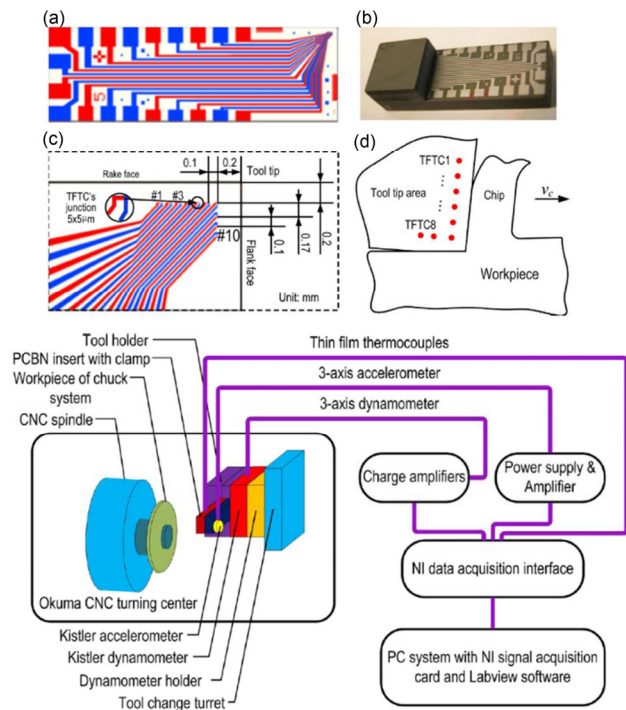 (a)
(b)
5
(c)
(d)
0.1
0.2
Tool tip
Rake face
TFTC's
junction
5x5µm
#1
#3
#10
Flank face
0.1
0.17
0.2
Unit: mm
TFTC1
Tool tip area
TFTC8
Chip
vc
Workpiece
Tool holder
PCBN insert with clamp
Workpiece of chuck
system
CNC spindle
Thin film thermocouples
3-axis accelerometer
3-axis dynamometer
Charge amplifiers
Power supply &
Amplifier
NI data acquisition interface
Okuma CNC turning center
Kistler accelerometer
Kistler dynamometer
Dynamometer holder
Tool change turret
PC system with NI signal acquisition
card and Labview software